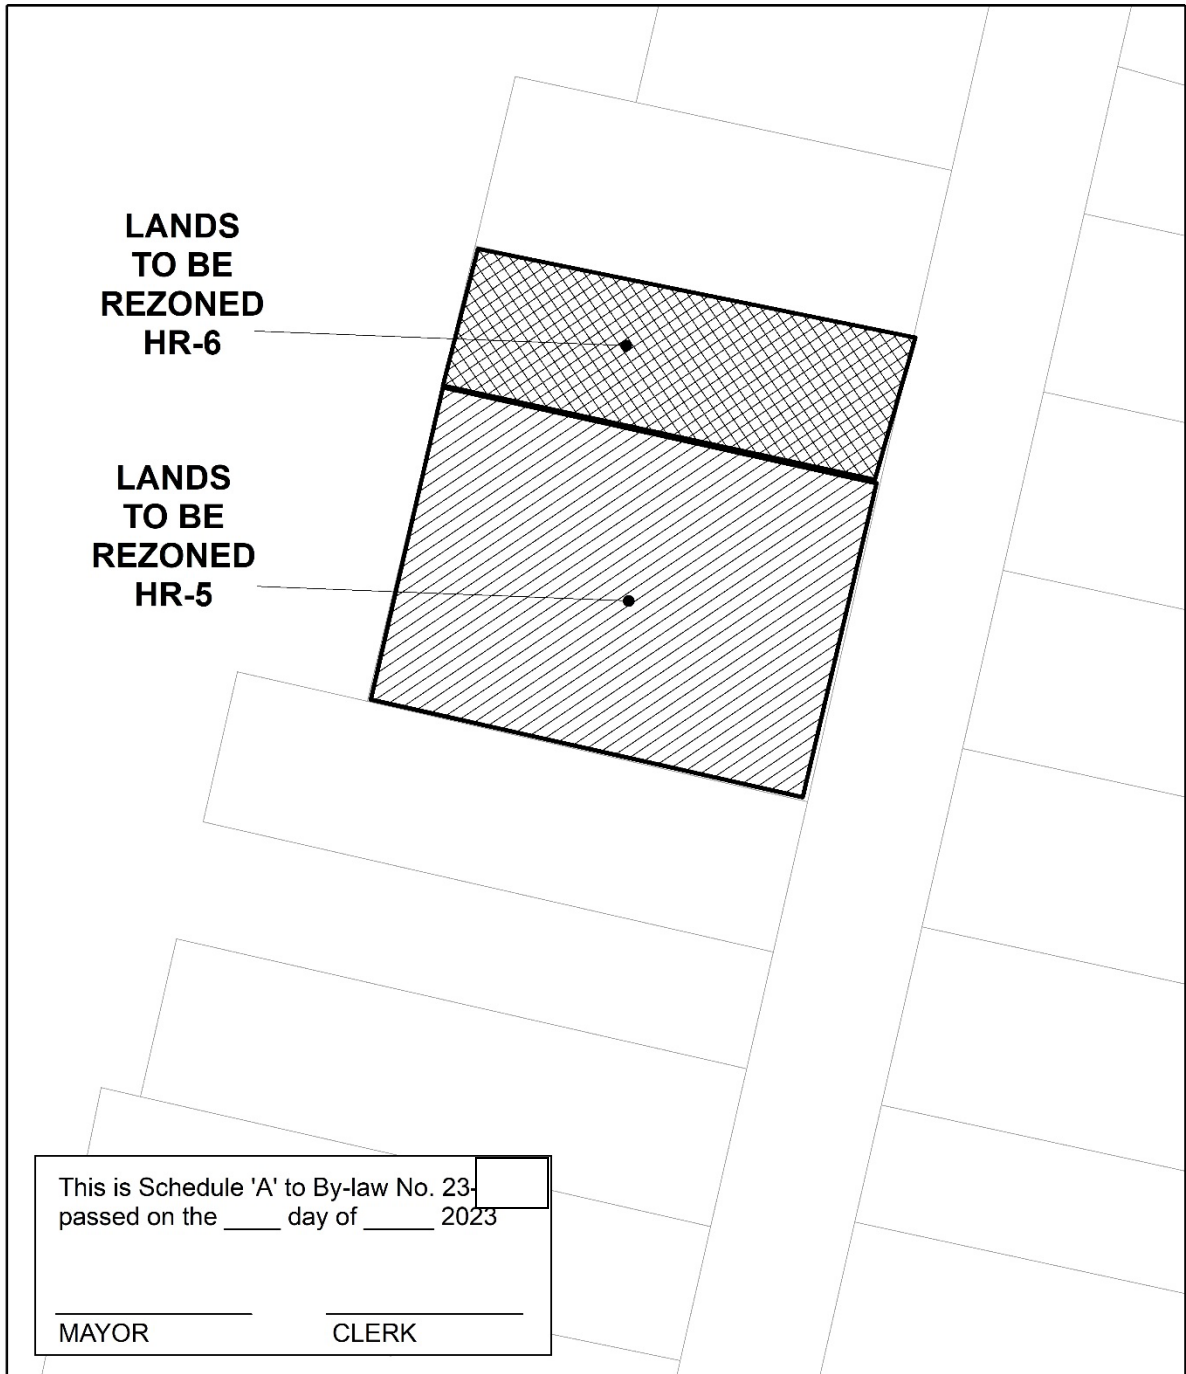 LANDS
TO BE
REZONED
HR-6
LANDS
TO BE
REZONED
HR-5
This is Schedule 'A' to By-law No. 23-
passed on the ____ day of _____ 2023
MAYOR
CLERK